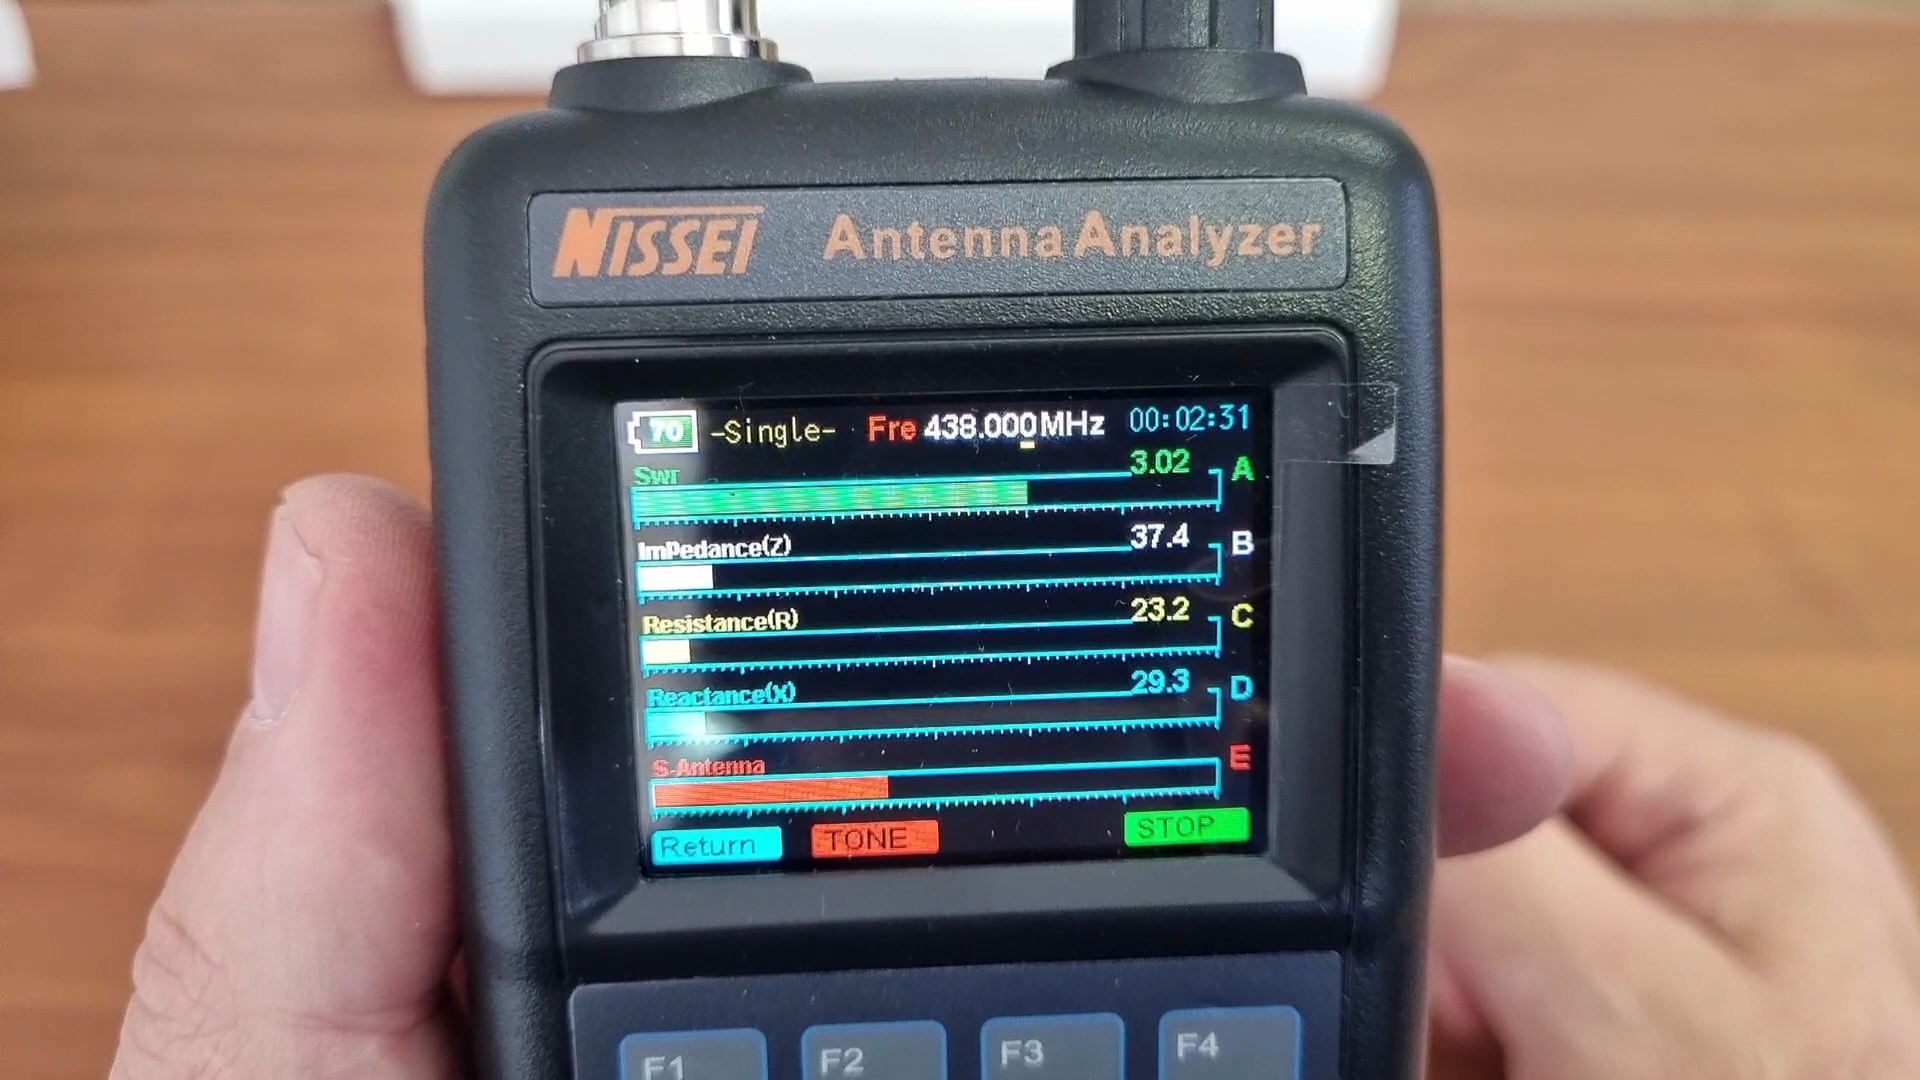 NISSEI Antenna Analyzer
70 -Single- Fre 438.000MHz 00:02:31
Swr 3.02 A
ImPedance(Z) 37.4 B
Resistance(R) 23.2 C
Reactance(X) 29.3 D
S-Antenna E
Return TONE STOP
F1 F2 F3 F4